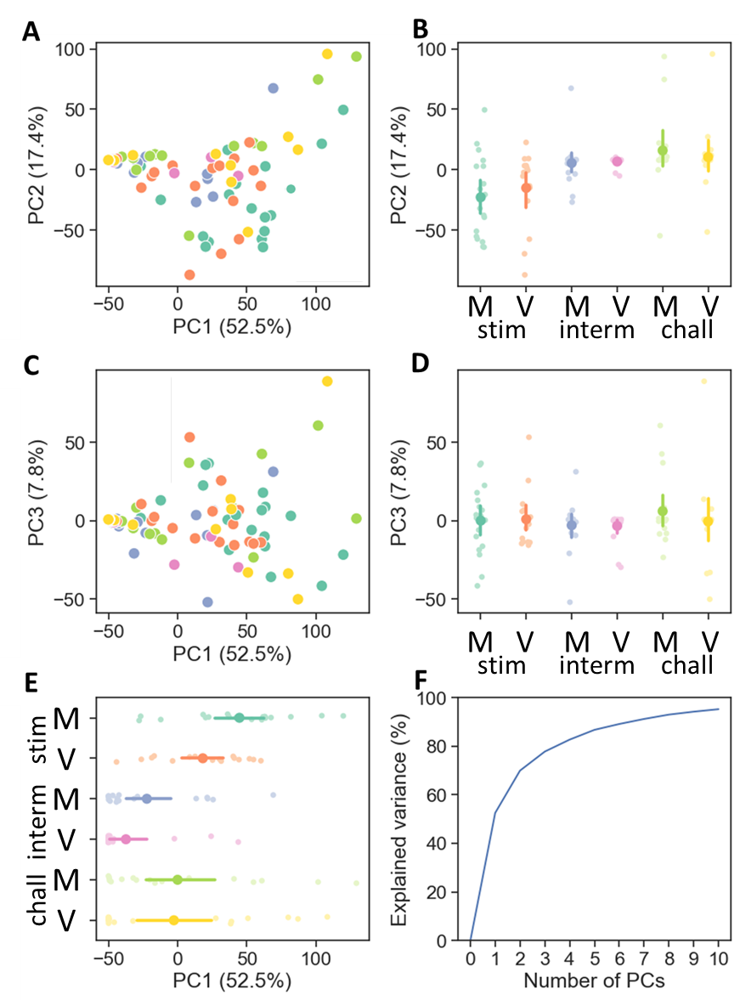 A
B
100
50
0
−50
PC2 (17.4%)
−50
0
50
100
PC1 (52.5%)
100
50
0
−50
PC2 (17.4%)
M V M V M V
stim interm chall
C
D
50
0
−50
PC3 (7.8%)
−50
0
50
100
PC1 (52.5%)
50
0
−50
PC3 (7.8%)
M V M V M V
stim interm chall
E
F
stim
M
V
interm
M
V
chall
M
V
−50
0
50
100
PC1 (52.5%)
100
80
60
40
20
0
Explained variance (%)
0 1 2 3 4 5 6 7 8 9 10
Number of PCs